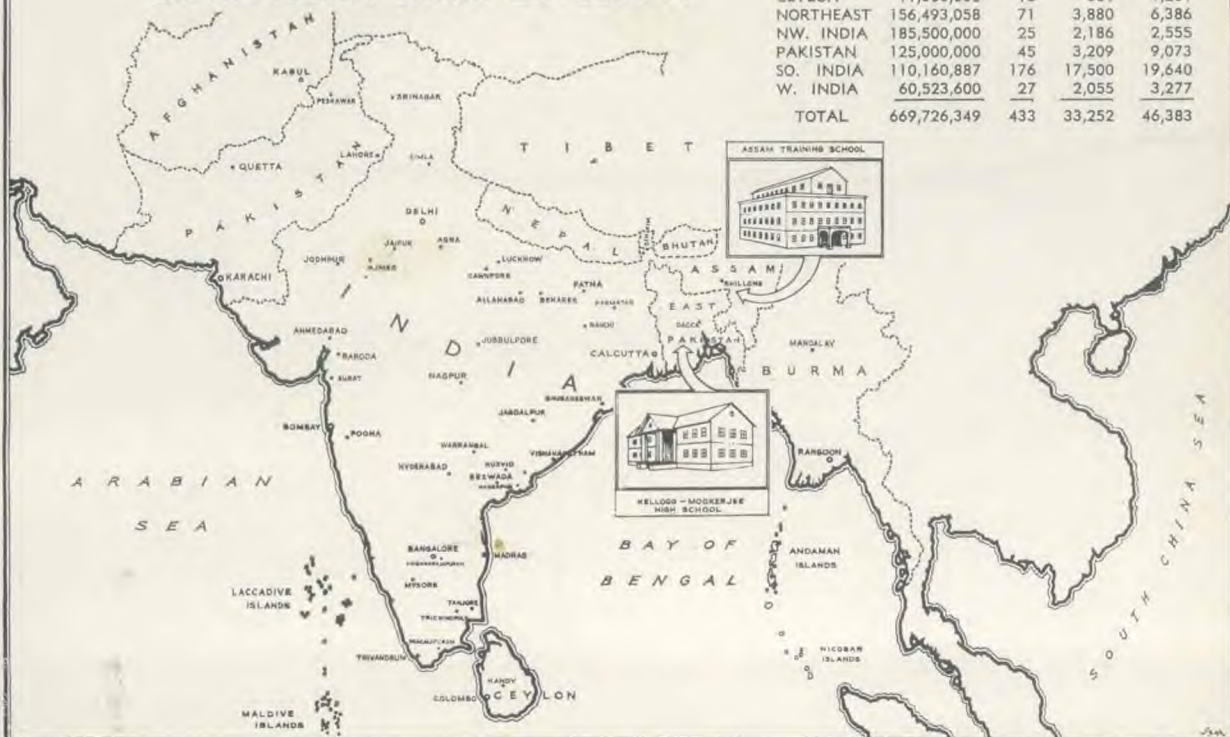 NORTHEAST 156,493,058 71 3,880 6,386
NW. INDIA 185,500,000 25 2,186 2,555
PAKISTAN 125,000,000 45 3,209 9,073
SO. INDIA 110,160,887 176 17,500 19,640
W. INDIA 60,523,600 27 2,055 3,277
TOTAL 669,726,349 433 33,252 46,383
AFGHANISTAN
KABUL
PESHAWAR
SRINAGAR
LAHORE
SIMLA
QUETTA
PAKISTAN
TIBET
ASSAM TRAINING SCHOOL
DELHI
NEPAL
SIKKIM
BHUTAN
JAIPUR
AGRA
JODHPUR
AJMER
LUCKNOW
CAWNPORE
KARACHI
ASSAM
SHILLONG
PATNA
ALLAHABAD
BENARES
EAST
PAKISTAN
DACCA
RANCHI
INDIA
AHMEDABAD
BARODA
SURAT
JUBBULPORE
CALCUTTA
MANDALAY
BURMA
NAGPUR
BHUBANESWAR
JAGDALPUR
BOMBAY
POONA
WARRANGAL
HYDERABAD
NUZVID
BEZWADA
RANGOON
KELLOGG-MOOKERJEE
HIGH SCHOOL
ARABIAN
SEA
BAY OF
BENGAL
SOUTH CHINA SEA
BANGALORE
MADRAS
MYSORE
ANDAMAN
ISLANDS
LACCADIVE
ISLANDS
TANJORE
TRIVANDRUM
NICOBAR
ISLANDS
KANDY
COLOMBO
CEYLON
MALDIVE
ISLANDS